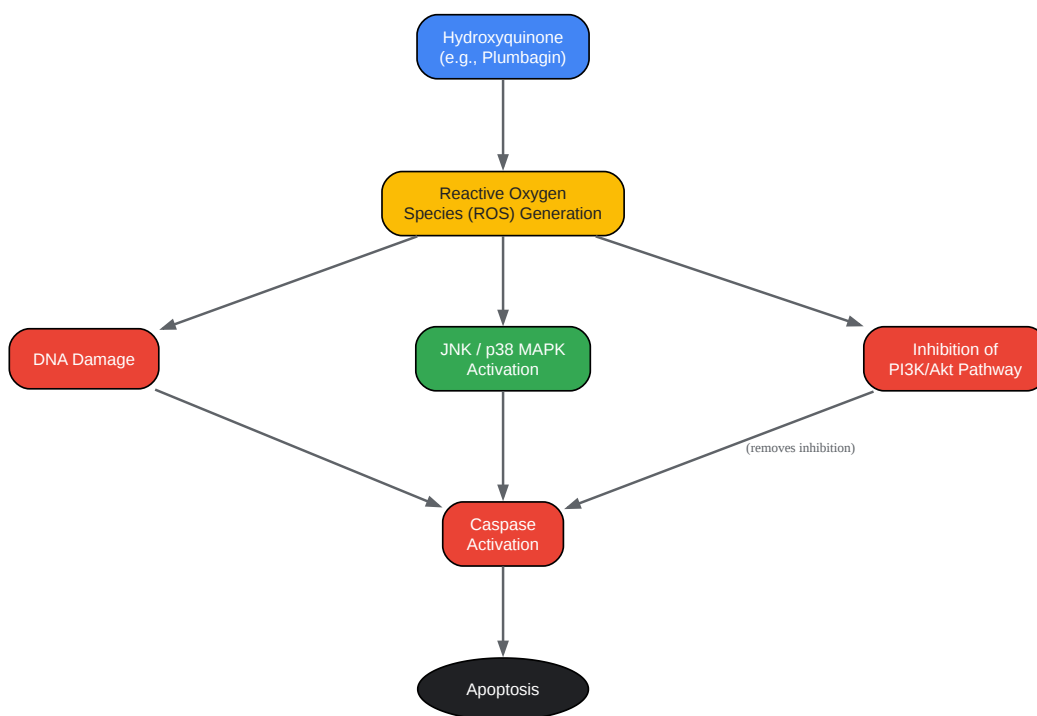 Hydroxyquinone
(e.g., Plumbagin)
Reactive Oxygen
Species (ROS) Generation
DNA Damage
JNK / p38 MAPK
Activation
Inhibition of
PI3K/Akt Pathway
(removes inhibition)
Caspase
Activation
Apoptosis